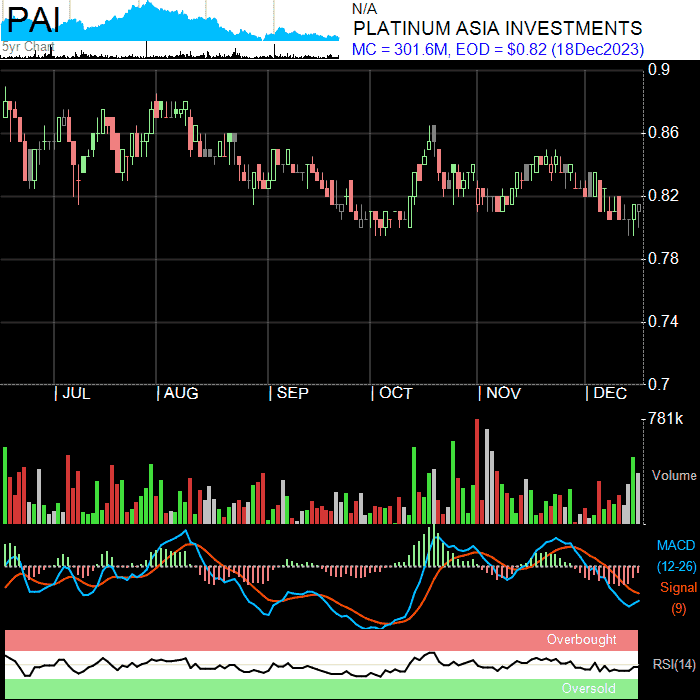 PAI
5yr Chart
N/A
PLATINUM ASIA INVESTMENTS
MC = 301.6M, EOD = $0.82 (18Dec2023)
0.9
0.86
0.82
0.78
0.74
0.7
JUL AUG SEP OCT NOV DEC
781k
Volume
MACD
(12-26)
Signal
(9)
Overbought
RSI(14)
Oversold